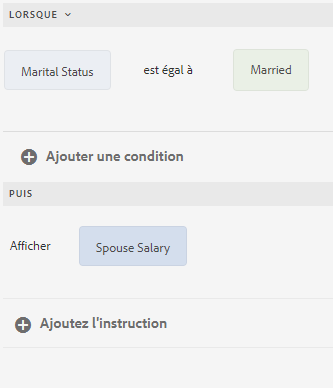 LORSQUE
Marital Status est égal à Married
Ajouter une condition
PUIS
Afficher Spouse Salary
Ajoutez l'instruction